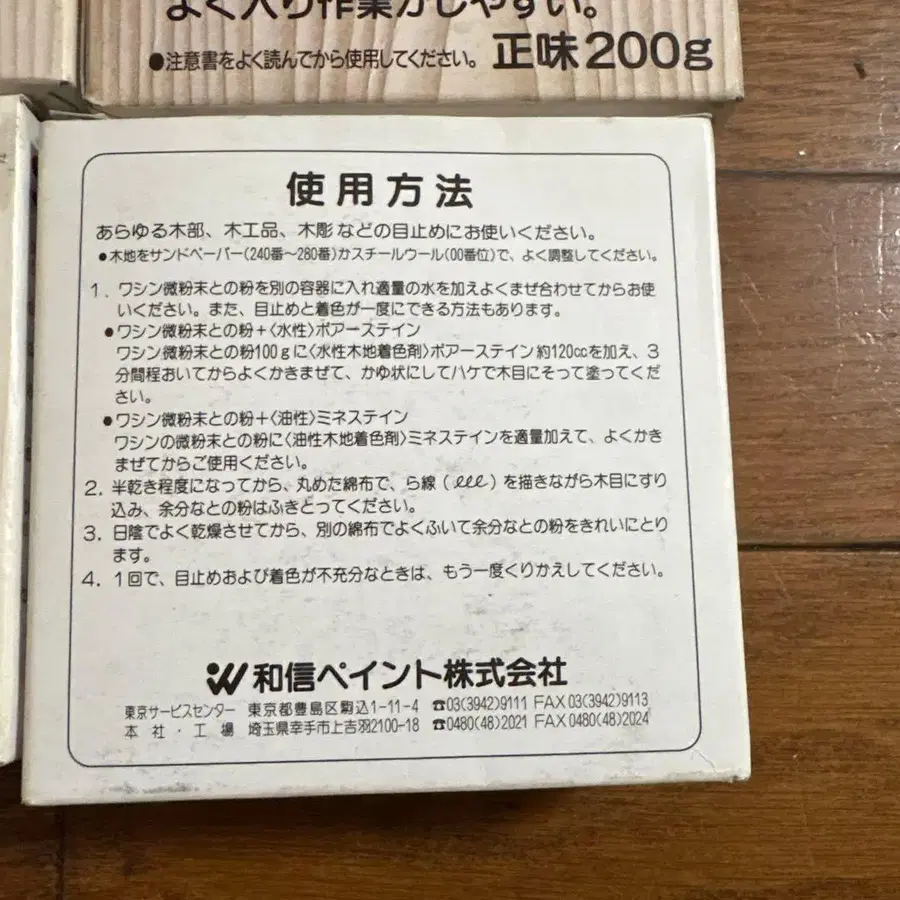 よく入り作業がしやすい。
●注意書をよく読んでから使用してください。 正味200g
使用方法
あらゆる木部、木工品、木彫などの目止めにお使いください。
●木地をサンドペーパー(240番〜280番)かスチールウール(00番位)で、よく調整してください。
1. ワシン微粉末との粉を別の容器に入れ適量の水を加えよくまぜ合わせてからお使
いください。また、目止めと着色が一度にできる方法もあります。
●ワシン微粉末との粉+〈水性〉ポアーステイン
ワシン微粉末との粉100gに〈水性木地着色剤〉ポアーステイン約120ccを加え、3
分間程おいてからよくかきまぜて、かゆ状にしてハケで木目にそって塗ってくだ
さい。
●ワシン微粉末との粉+〈油性〉ミネステイン
ワシンの微粉末との粉に〈油性木地着色剤〉ミネステインを適量加えて、よくかき
まぜてからご使用ください。
2. 半乾き程度になってから、丸めた綿布で、ら線(lll)を描きながら木目にすり
込み、余分なとの粉はふきとってください。
3. 日陰でよく乾燥させてから、別の綿布でよくふいて余分なとの粉をきれいにとり
ます。
4. 1回で、目止めおよび着色が不充分なときは、もう一度くりかえしてください。
和信ペイント株式会社
東京サービスセンター 東京都豊島区駒込1-11-4 ☎03(3942)9111 FAX03(3942)9113
本社・工場 埼玉県幸手市上吉羽2100-18 ☎0480(48)2021 FAX0480(48)2024